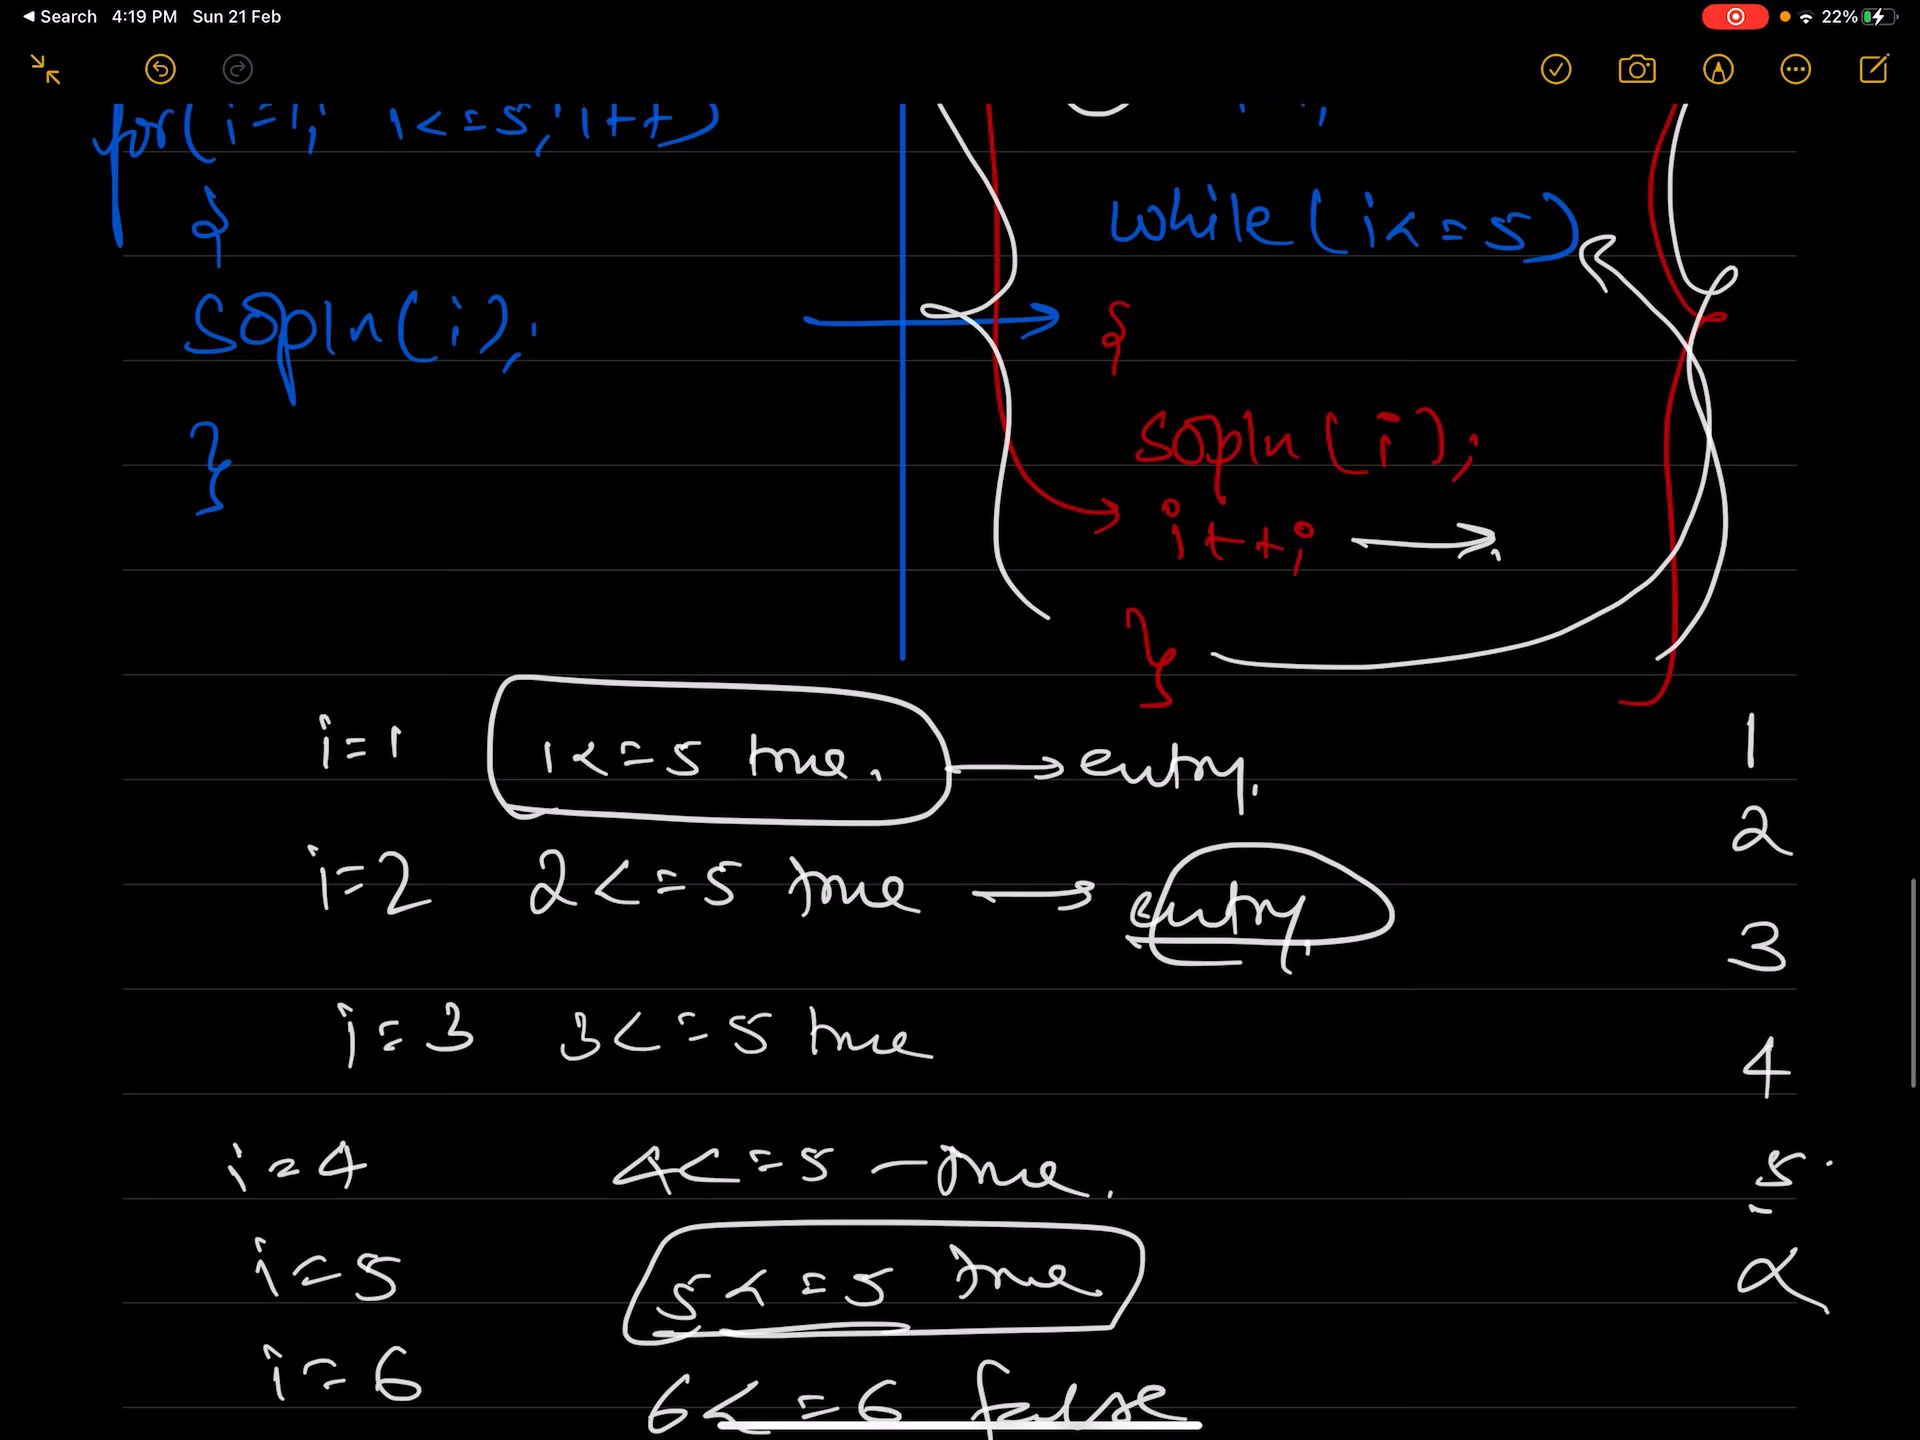 Search 4:19 PM Sun 21 Feb 22%
for(i=1; i<=5; i++)
{
Sopln(i);
}
while(i<=5)
{
Sopln(i);
i++;
}
i=1 1<=5 true. → entry. 1
i=2 2<=5 true → entry. 2
3
i=3 3<=5 true
4
i=4 4<=5 - true. 5.
i=5 5<=5 true
i=6 6<=6 false